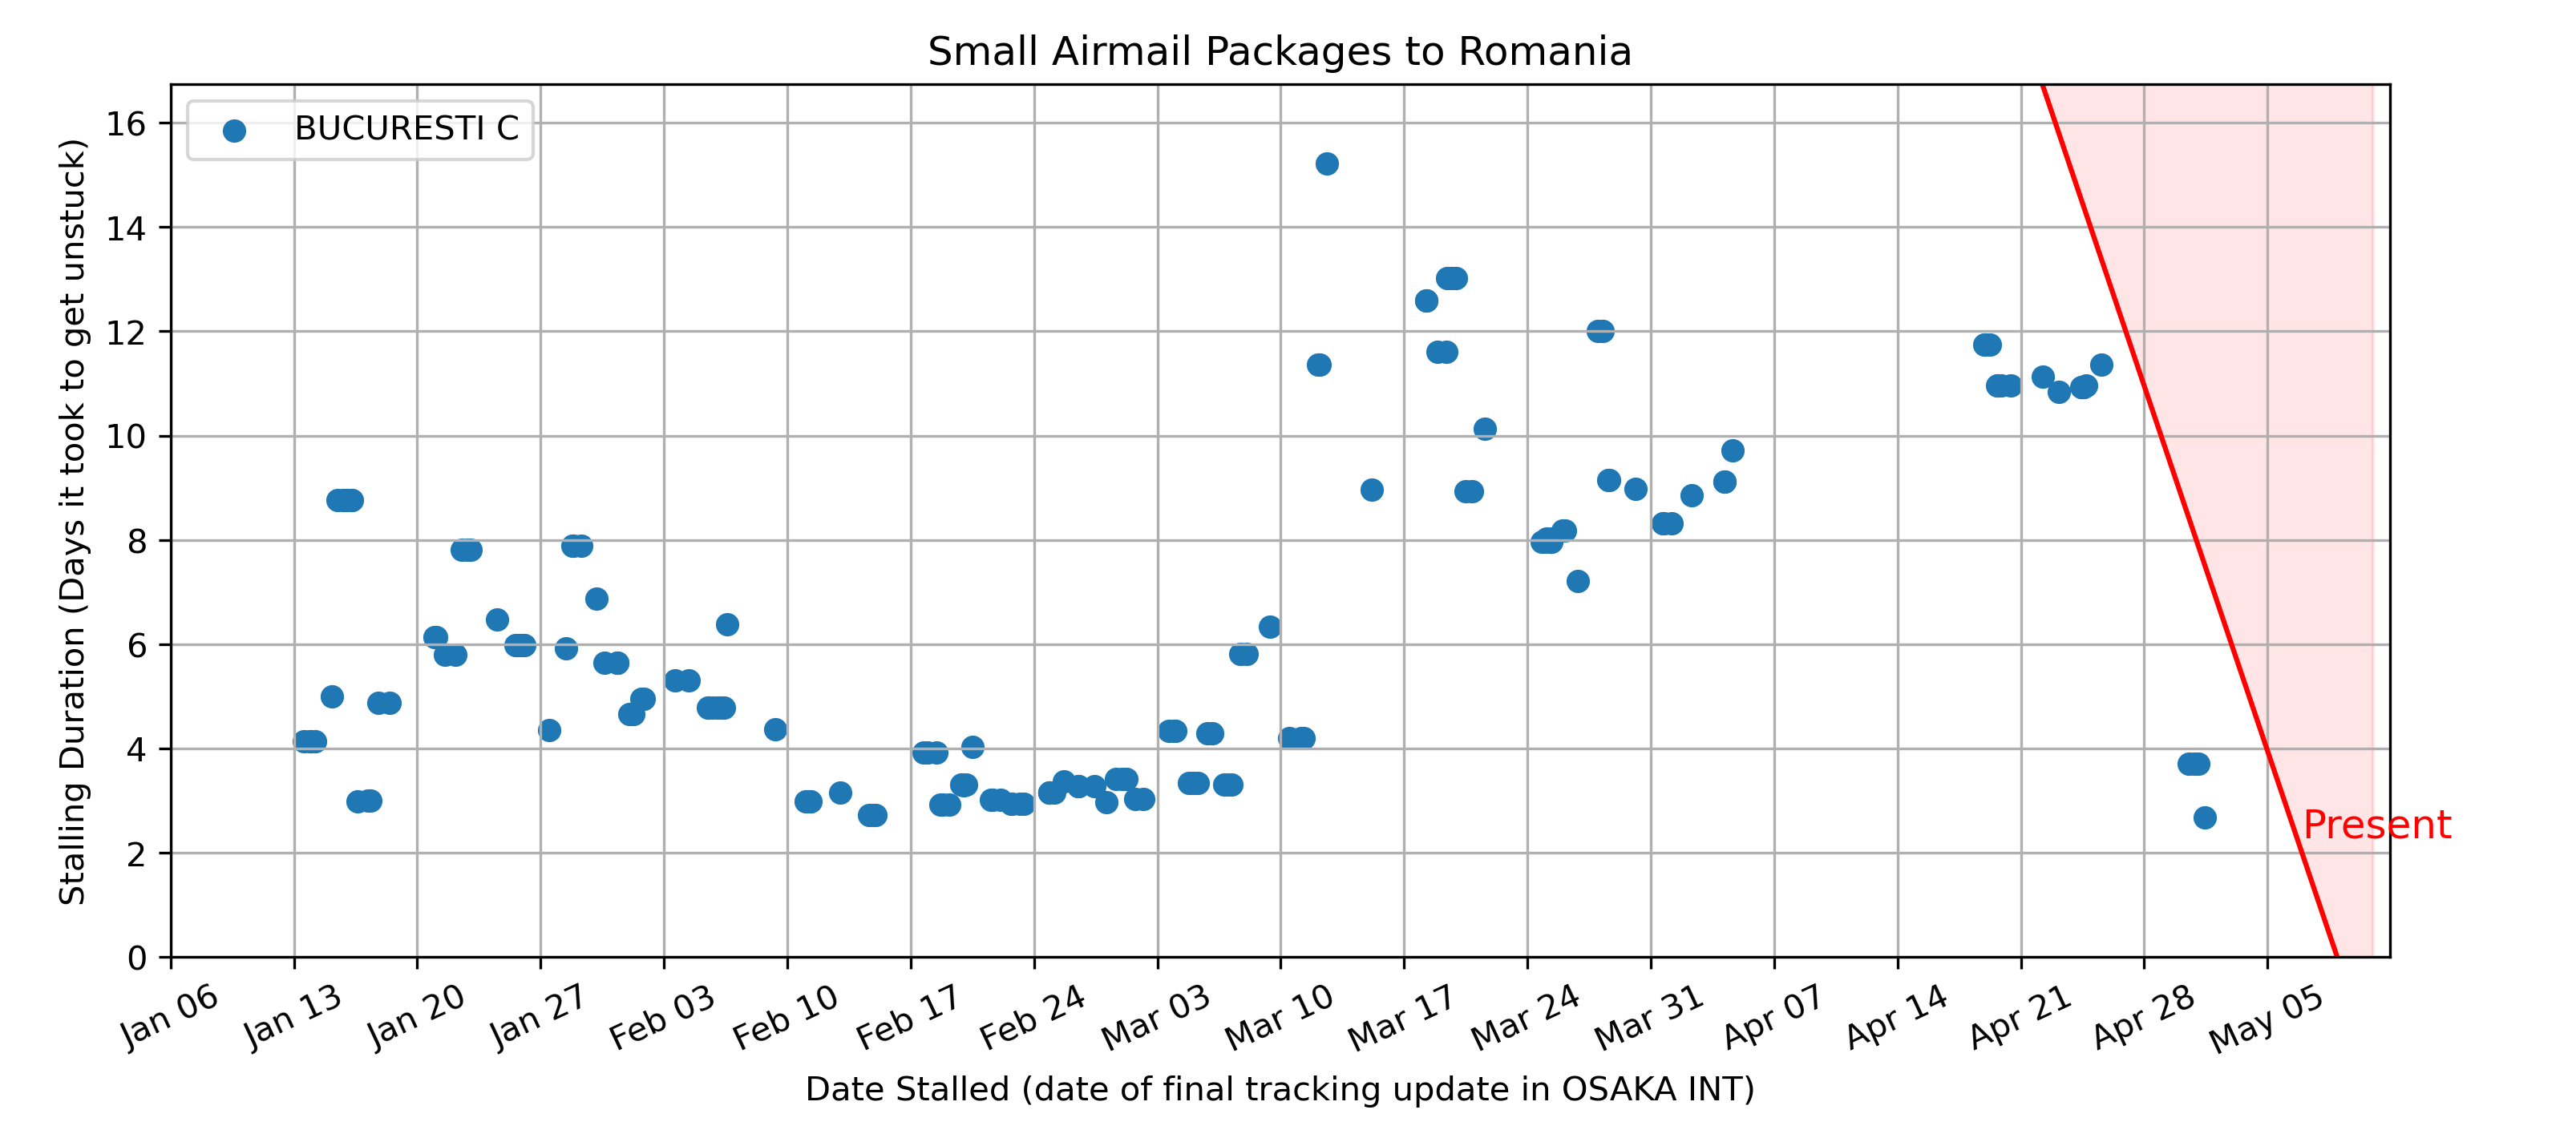 Small Airmail Packages to Romania
BUCURESTI C
Stalling Duration (Days it took to get unstuck)
16
14
12
10
8
6
4
2
0
Present
Jan 06
Jan 13
Jan 20
Jan 27
Feb 03
Feb 10
Feb 17
Feb 24
Mar 03
Mar 10
Mar 17
Mar 24
Mar 31
Apr 07
Apr 14
Apr 21
Apr 28
May 05
Date Stalled (date of final tracking update in OSAKA INT)